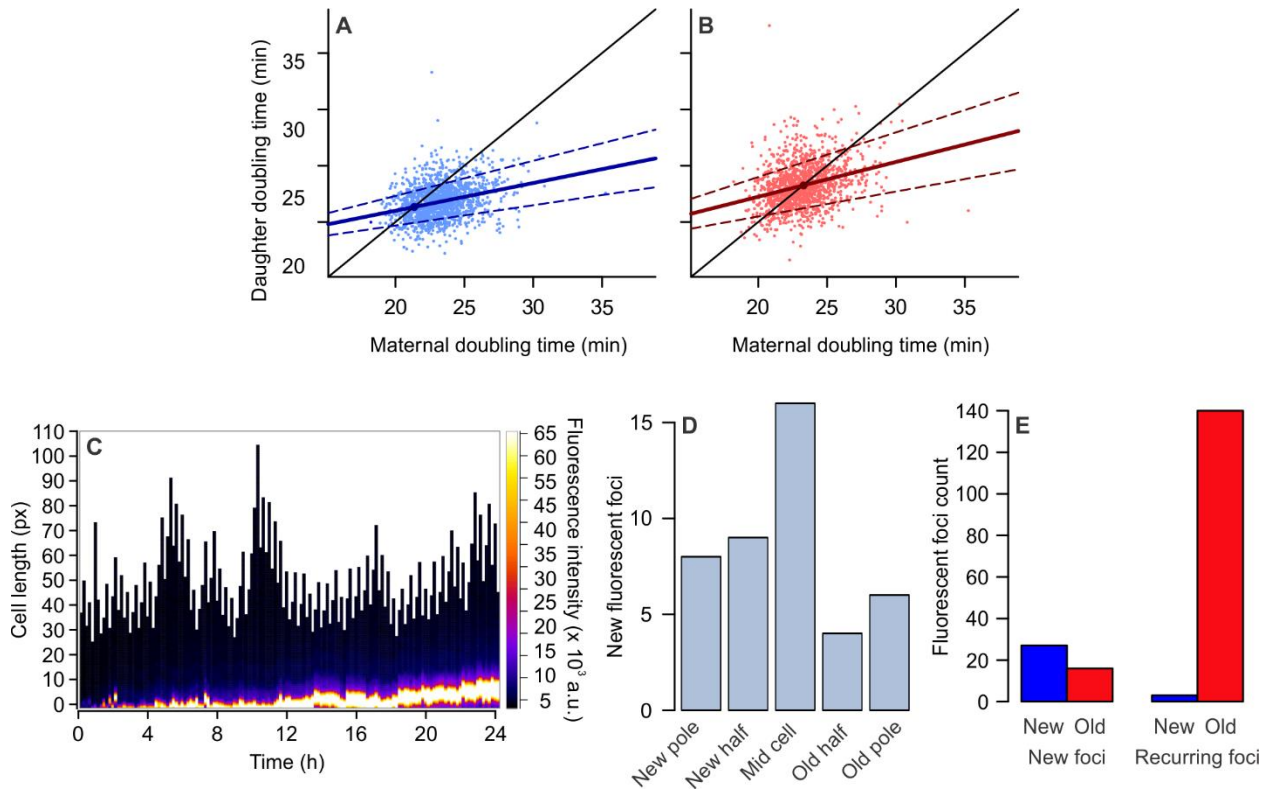 A
B
Daughter doubling time (min)
35
30
25
20
20 25 30 35
20 25 30 35
Maternal doubling time (min)
Maternal doubling time (min)
C
Cell length (px)
110
100
90
80
70
60
50
40
30
20
10
0
0 4 8 12 16 20 24
Time (h)
65
60
55
50
45
40
35
30
25
20
15
10
5
Fluorescence intensity (x 10³ a.u.)
D
New fluorescent foci
15
10
5
0
New pole
New half
Mid cell
Old half
Old pole
E
Fluorescent foci count
140
120
100
80
60
40
20
0
New Old New Old
New foci Recurring foci